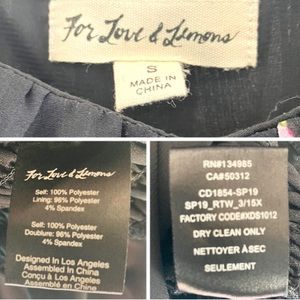 For Love & Lemons
S
MADE IN
CHINA
For Love & Lemons
Self: 100% Polyester
Lining: 96% Polyester
4% Spandex
Self: 100% Polyester
Doublure: 96% Polyester
4% Spandex
Designed In Los Angeles
Assembled In China
Conçu à Los Angeles
Assemblé en Chine
RN#134985
CA#50312
CD1854-SP19
SP19_RTW_3/15X
FACTORY CODE#XDS1012
DRY CLEAN ONLY
NETTOYER À SEC
SEULEMENT